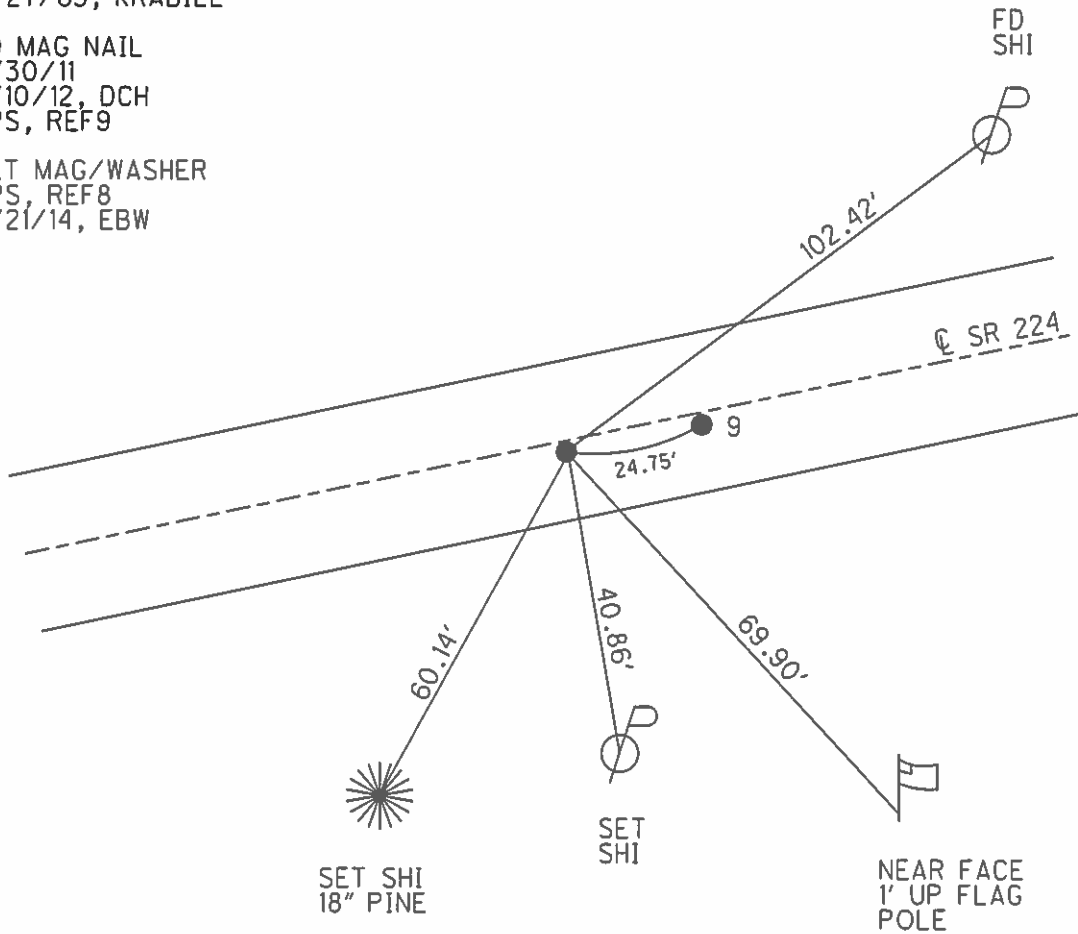 KRABILL
MAG NAIL
/30/11
/10/12, DCH
REF9
MAG/WASHER
REF8
/21/14, EBW
FD
SHI
102.42'
℄ SR 224
9
24.75'
60.14'
40.86'
69.90'
SET SHI
18" PINE
SET
SHI
NEAR FACE
1' UP FLAG
POLE